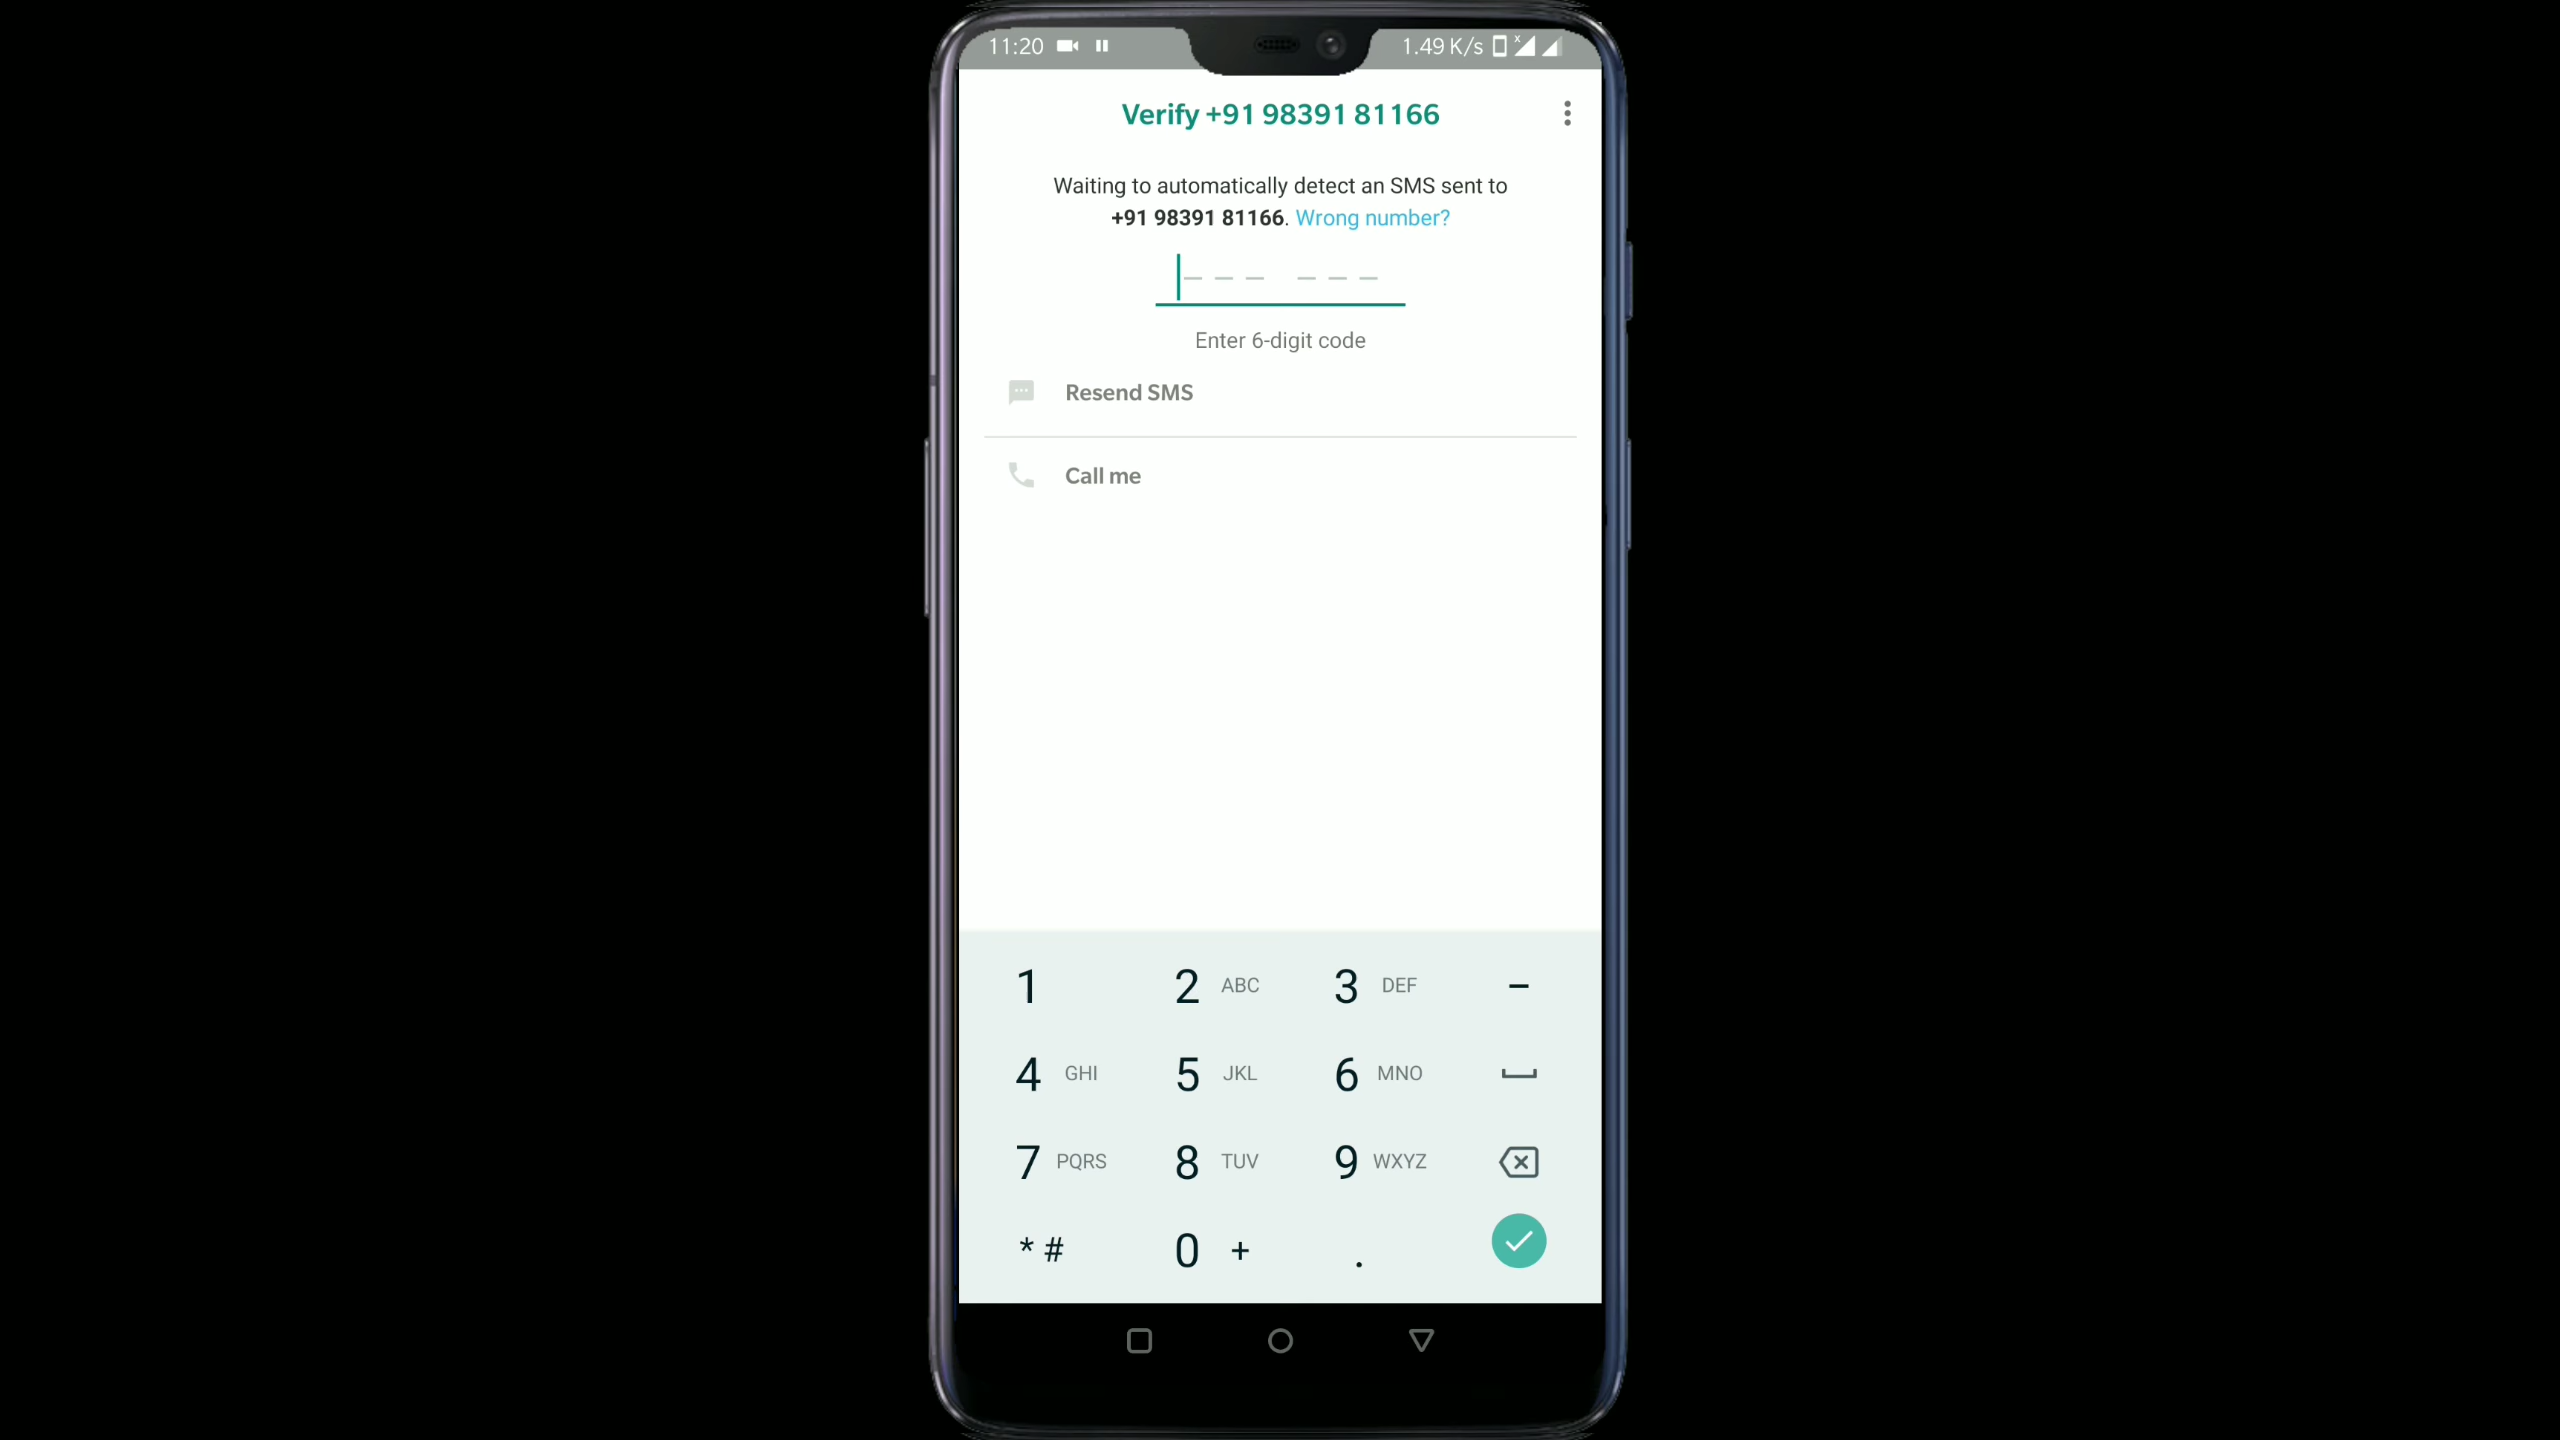 11:20
1.49 K/s
Verify +91 98391 81166
Waiting to automatically detect an SMS sent to
+91 98391 81166. Wrong number?
Enter 6-digit code
Resend SMS
Call me
1 2 ABC 3 DEF –
4 GHI 5 JKL 6 MNO
7 PQRS 8 TUV 9 WXYZ
* # 0 + .